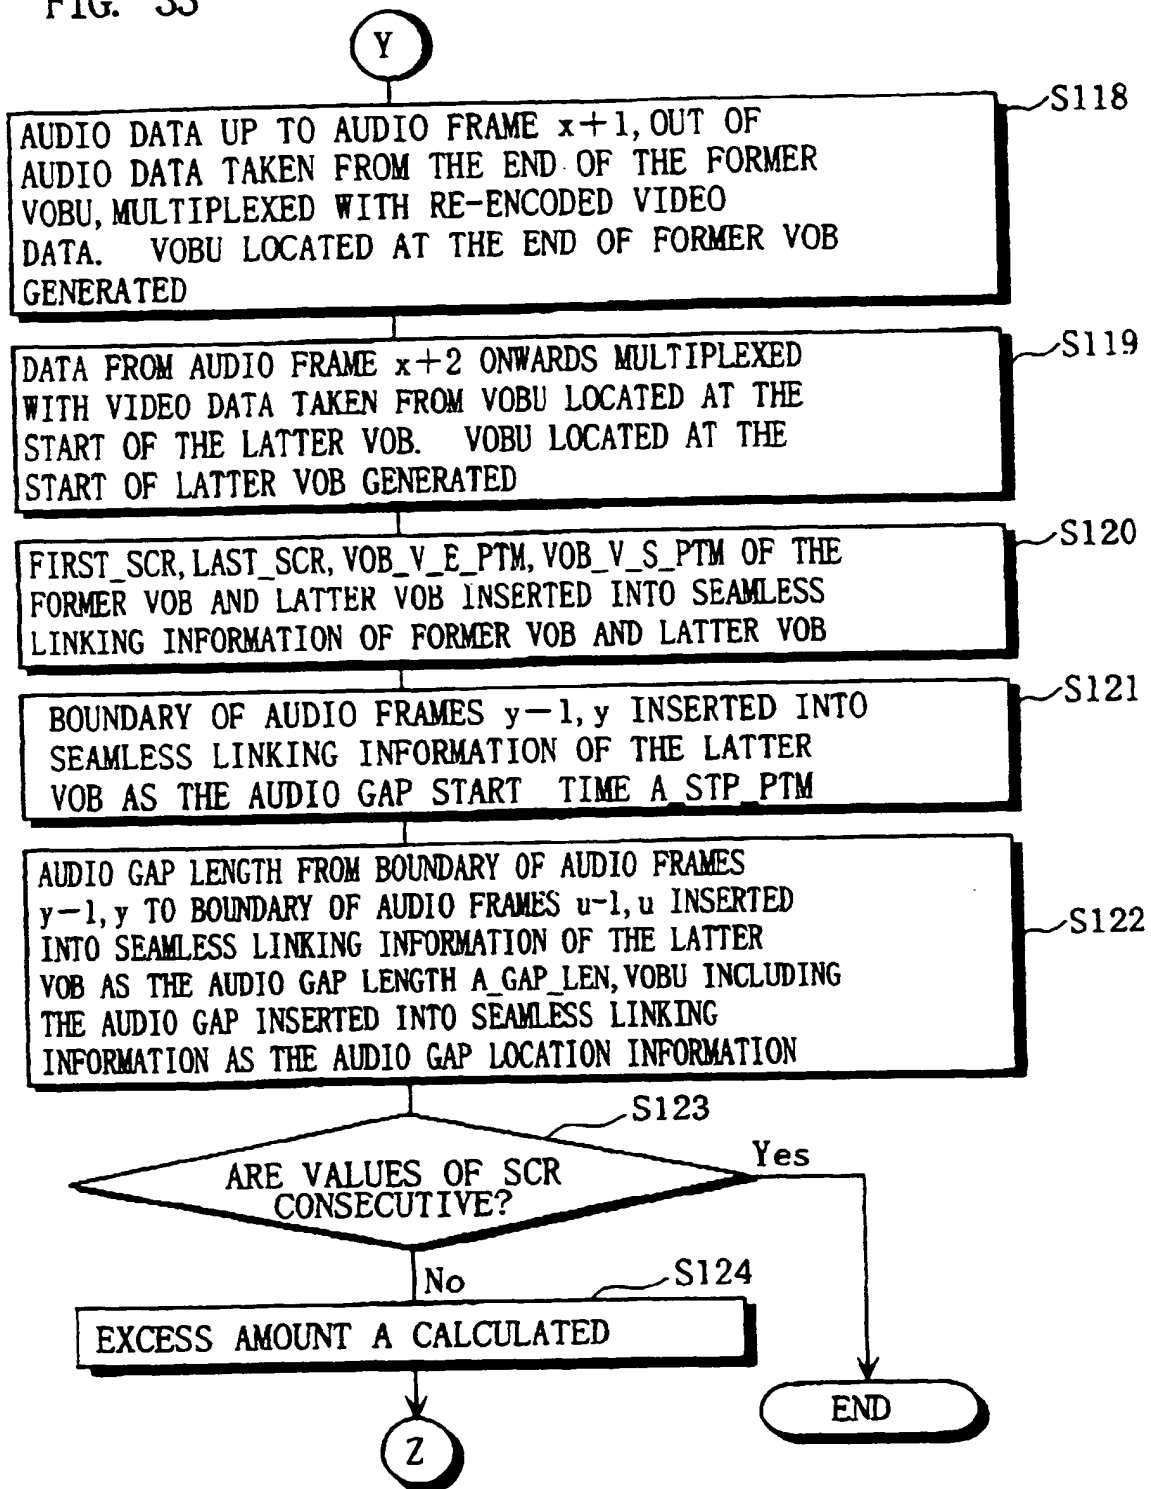 FIG. 33
Y
S118
AUDIO DATA UP TO AUDIO FRAME x+1, OUT OF
AUDIO DATA TAKEN FROM THE END OF THE FORMER
VOBU, MULTIPLEXED WITH RE-ENCODED VIDEO
DATA. VOBU LOCATED AT THE END OF FORMER VOB
GENERATED
S119
DATA FROM AUDIO FRAME x+2 ONWARDS MULTIPLEXED
WITH VIDEO DATA TAKEN FROM VOBU LOCATED AT THE
START OF THE LATTER VOB. VOBU LOCATED AT THE
START OF LATTER VOB GENERATED
S120
FIRST_SCR, LAST_SCR, VOB_V_E_PTM, VOB_V_S_PTM OF THE
FORMER VOB AND LATTER VOB INSERTED INTO SEAMLESS
LINKING INFORMATION OF FORMER VOB AND LATTER VOB
S121
BOUNDARY OF AUDIO FRAMES y-1, y INSERTED INTO
SEAMLESS LINKING INFORMATION OF THE LATTER
VOB AS THE AUDIO GAP START TIME A_STP_PTM
S122
AUDIO GAP LENGTH FROM BOUNDARY OF AUDIO FRAMES
y-1, y TO BOUNDARY OF AUDIO FRAMES u-1, u INSERTED
INTO SEAMLESS LINKING INFORMATION OF THE LATTER
VOB AS THE AUDIO GAP LENGTH A_GAP_LEN, VOBU INCLUDING
THE AUDIO GAP INSERTED INTO SEAMLESS LINKING
INFORMATION AS THE AUDIO GAP LOCATION INFORMATION
S123
ARE VALUES OF SCR
CONSECUTIVE?
Yes
No
S124
EXCESS AMOUNT A CALCULATED
END
Z